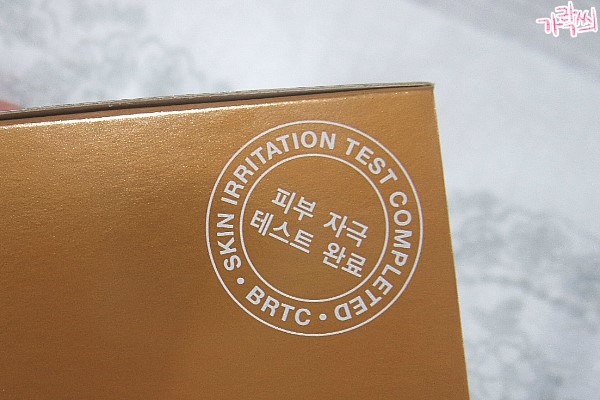 가락씨
SKIN IRRITATION TEST COMPLETED
피부 자극
테스트 완료
• BRTC •